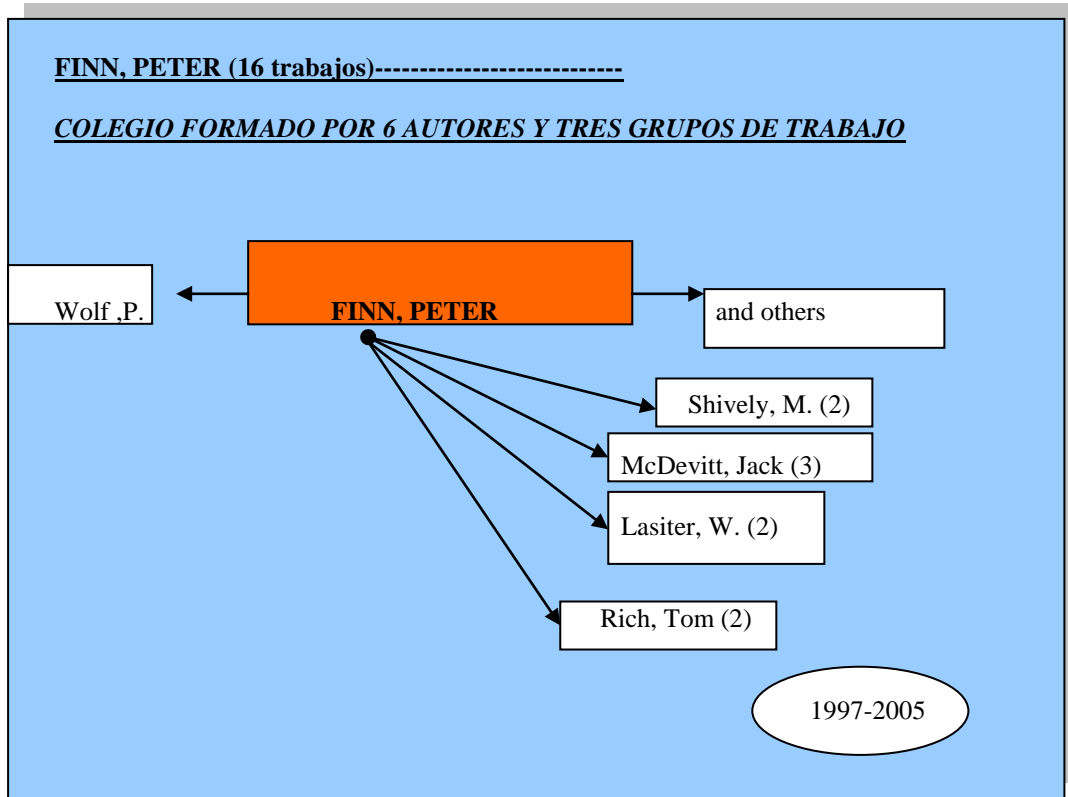 FINN, PETER (16 trabajos)----------------------------
COLEGIO FORMADO POR 6 AUTORES Y TRES GRUPOS DE TRABAJO
Wolf ,P.
FINN, PETER
and others
Shively, M. (2)
McDevitt, Jack (3)
Lasiter, W. (2)
Rich, Tom (2)
1997-2005